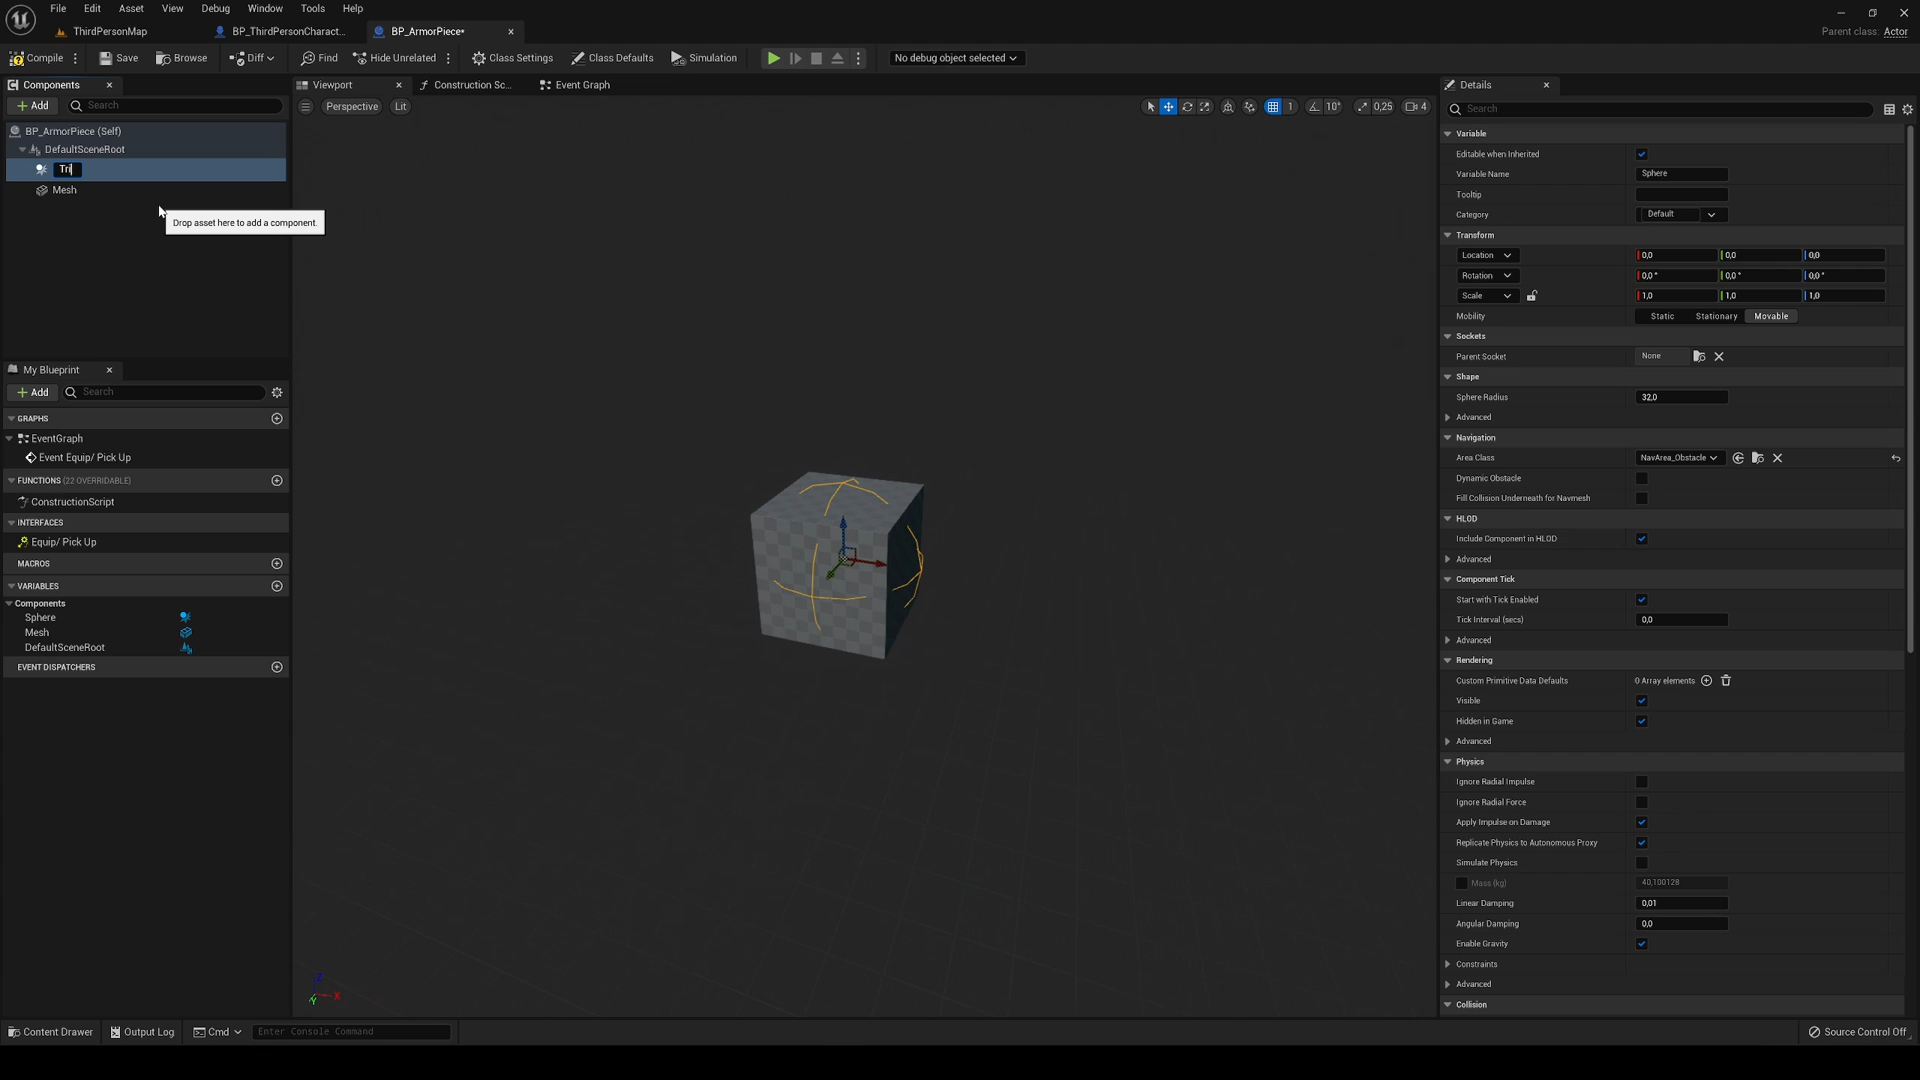 File Edit Asset View Debug Window Tools Help
ThirdPersonMap BP_ThirdPersonCharact... BP_ArmorPiece*
Parent class: Actor
Compile Save Browse Diff Find Hide Unrelated Class Settings Class Defaults Simulation No debug object selected
Components
Add Search
BP_ArmorPiece (Self)
DefaultSceneRoot
Tri
Mesh
Drop asset here to add a component.
My Blueprint
Add Search
GRAPHS
EventGraph
Event Equip/ Pick Up
FUNCTIONS (22 OVERRIDABLE)
ConstructionScript
INTERFACES
Equip/ Pick Up
MACROS
VARIABLES
Components
Sphere
Mesh
DefaultSceneRoot
EVENT DISPATCHERS
Viewport Construction Sc... Event Graph
Perspective Lit
1 10° 0,25 4
Z
X
Y
Details
Search
Variable
Editable when Inherited
Variable Name Sphere
Tooltip
Category Default
Transform
Location 0,0 0,0 0,0
Rotation 0,0 ° 0,0 ° 0,0 °
Scale 1,0 1,0 1,0
Mobility Static Stationary Movable
Sockets
Parent Socket None
Shape
Sphere Radius 32,0
Advanced
Navigation
Area Class NavArea_Obstacle
Dynamic Obstacle
Fill Collision Underneath for Navmesh
HLOD
Include Component in HLOD
Advanced
Component Tick
Start with Tick Enabled
Tick Interval (secs) 0,0
Advanced
Rendering
Custom Primitive Data Defaults 0 Array elements
Visible
Hidden in Game
Advanced
Physics
Ignore Radial Impulse
Ignore Radial Force
Apply Impulse on Damage
Replicate Physics to Autonomous Proxy
Simulate Physics
Mass (kg) 40,100128
Linear Damping 0,01
Angular Damping 0,0
Enable Gravity
Constraints
Advanced
Collision
Content Drawer Output Log Cmd Enter Console Command Source Control Off